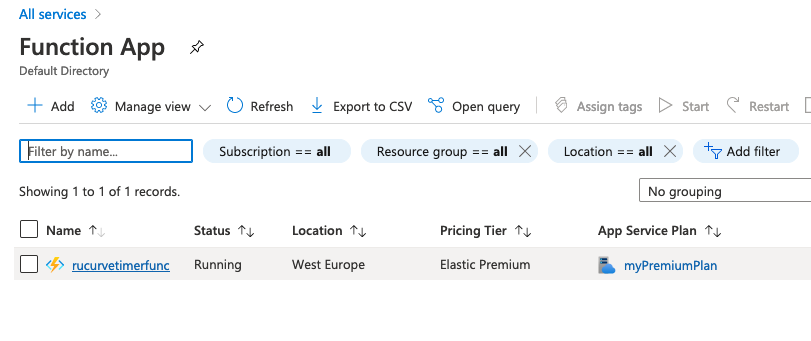 All services
Function App
Default Directory
Add Manage view Refresh Export to CSV Open query Assign tags Start Restart
Filter by name... Subscription == all Resource group == all Location == all Add filter
Showing 1 to 1 of 1 records. No grouping
Name Status Location Pricing Tier App Service Plan
rucurvetimerfunc Running West Europe Elastic Premium myPremiumPlan